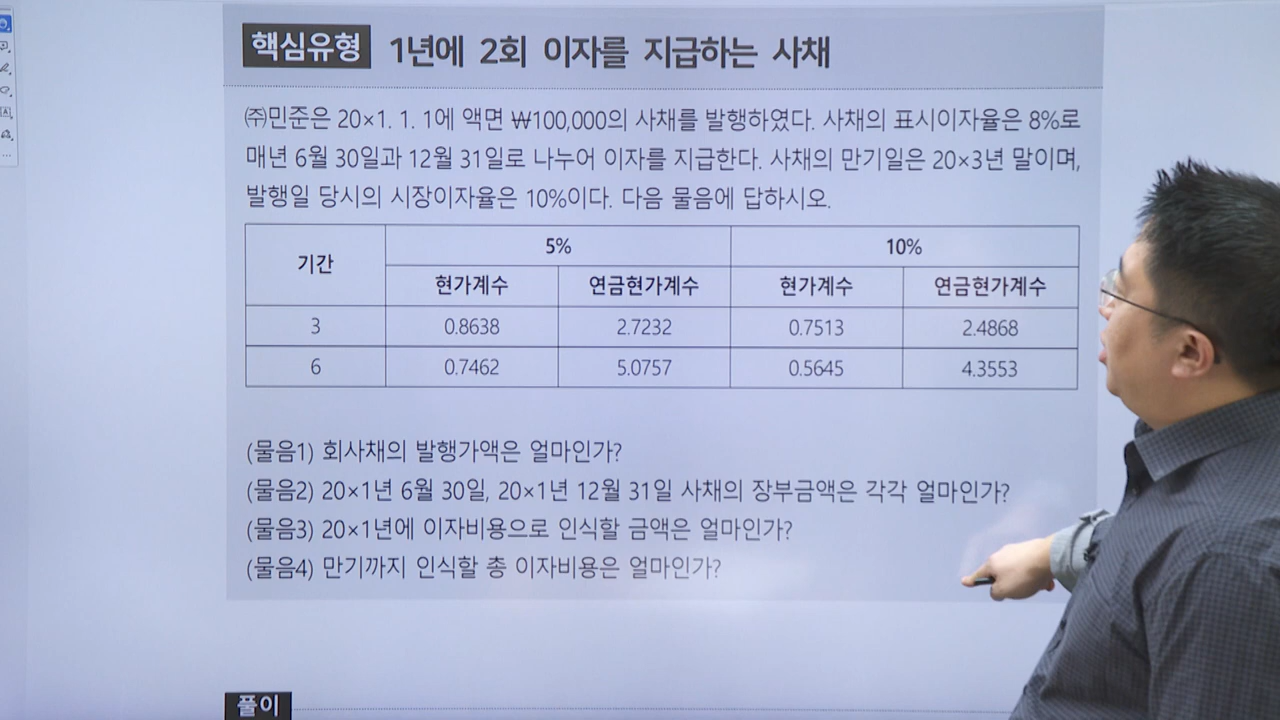 핵심유형 1년에 2회 이자를 지급하는 사채
㈜민준은 20×1. 1. 1에 액면 ₩100,000의 사채를 발행하였다. 사채의 표시이자율은 8%로
매년 6월 30일과 12월 31일로 나누어 이자를 지급한다. 사채의 만기일은 20×3년 말이며,
발행일 당시의 시장이자율은 10%이다. 다음 물음에 답하시오.
기간 5% 10%
현가계수 연금현가계수 현가계수 연금현가계수
3 0.8638 2.7232 0.7513 2.4868
6 0.7462 5.0757 0.5645 4.3553
(물음1) 회사채의 발행가액은 얼마인가?
(물음2) 20×1년 6월 30일, 20×1년 12월 31일 사채의 장부금액은 각각 얼마인가?
(물음3) 20×1년에 이자비용으로 인식할 금액은 얼마인가?
(물음4) 만기까지 인식할 총 이자비용은 얼마인가?
풀이